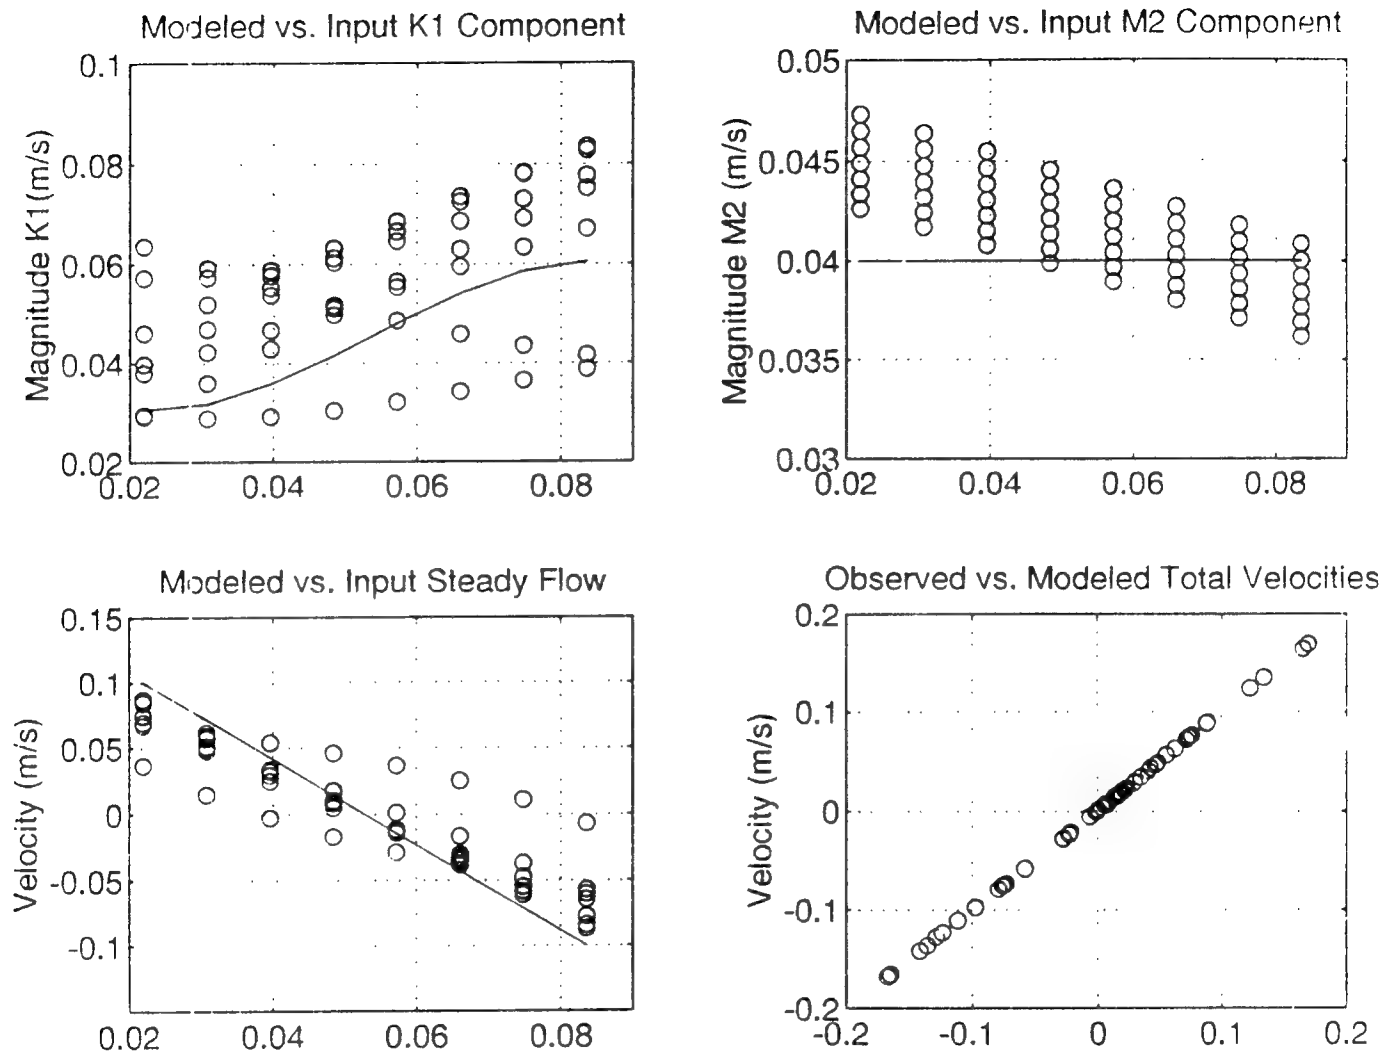 Modeled vs. Input K1 Component
Magnitude K1(m/s)
0.1
0.08
0.06
0.04
0.02
0.02 0.04 0.06 0.08
Modeled vs. Input M2 Component
Magnitude M2 (m/s)
0.05
0.045
0.04
0.035
0.03
0.02 0.04 0.06 0.08
Modeled vs. Input Steady Flow
Velocity (m/s)
0.15
0.1
0.05
0
-0.05
-0.1
0.02 0.04 0.06 0.08
Observed vs. Modeled Total Velocities
Velocity (m/s)
0.2
0.1
0
-0.1
-0.2
-0.2 -0.1 0 0.1 0.2